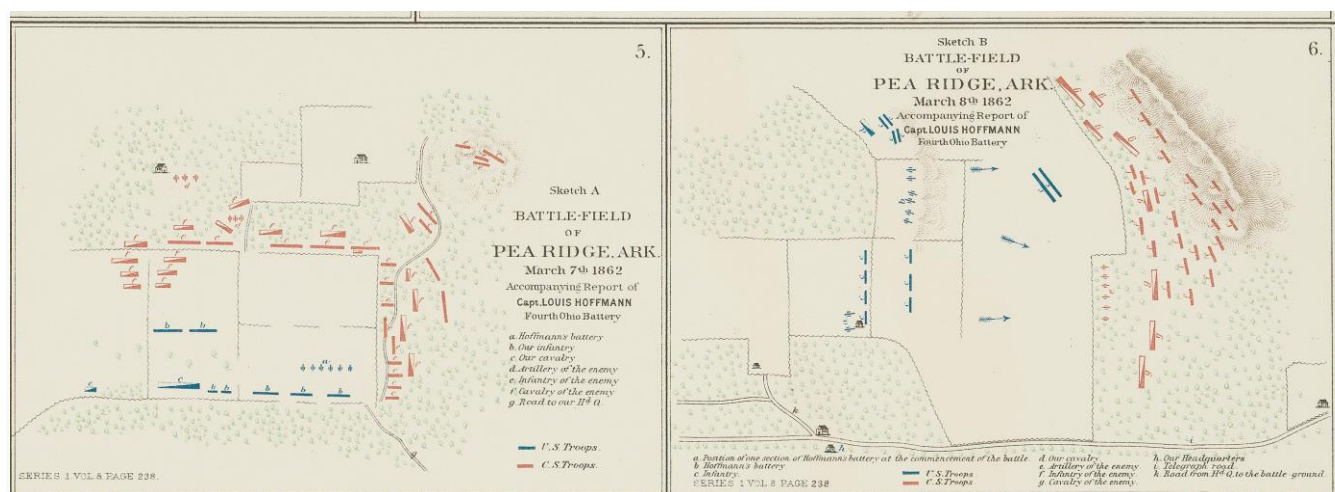 5.
Sketch A
BATTLE-FIELD
OF
PEA RIDGE, ARK.
March 7th 1862
Accompanying Report of
Capt. LOUIS HOFFMANN
Fourth Ohio Battery
a. Hoffmann's battery
b. Our infantry
c. Our cavalry
d. Artillery of the enemy
e. Infantry of the enemy
f. Cavalry of the enemy
g. Road to our Hd. Q.
U.S. Troops.
C.S. Troops.
SERIES 1. VOL. 8 PAGE 238.
6.
Sketch B
BATTLE-FIELD
OF
PEA RIDGE, ARK.
March 8th 1862
Accompanying Report of
Capt. LOUIS HOFFMANN
Fourth Ohio Battery
k
h
i
a Position of one section of Hoffmann's battery at the commencement of the battle.
b Hoffmann's battery
c Infantry.
d Our cavalry
e. Artillery of the enemy
f Infantry of the enemy
g. Cavalry of the enemy.
h. Our Headquarters
i. Telegraph road
k Road from Hd. Q. to the battle-ground.
U.S. Troops
C.S. Troops
SERIES 1 VOL 8 PAGE 238